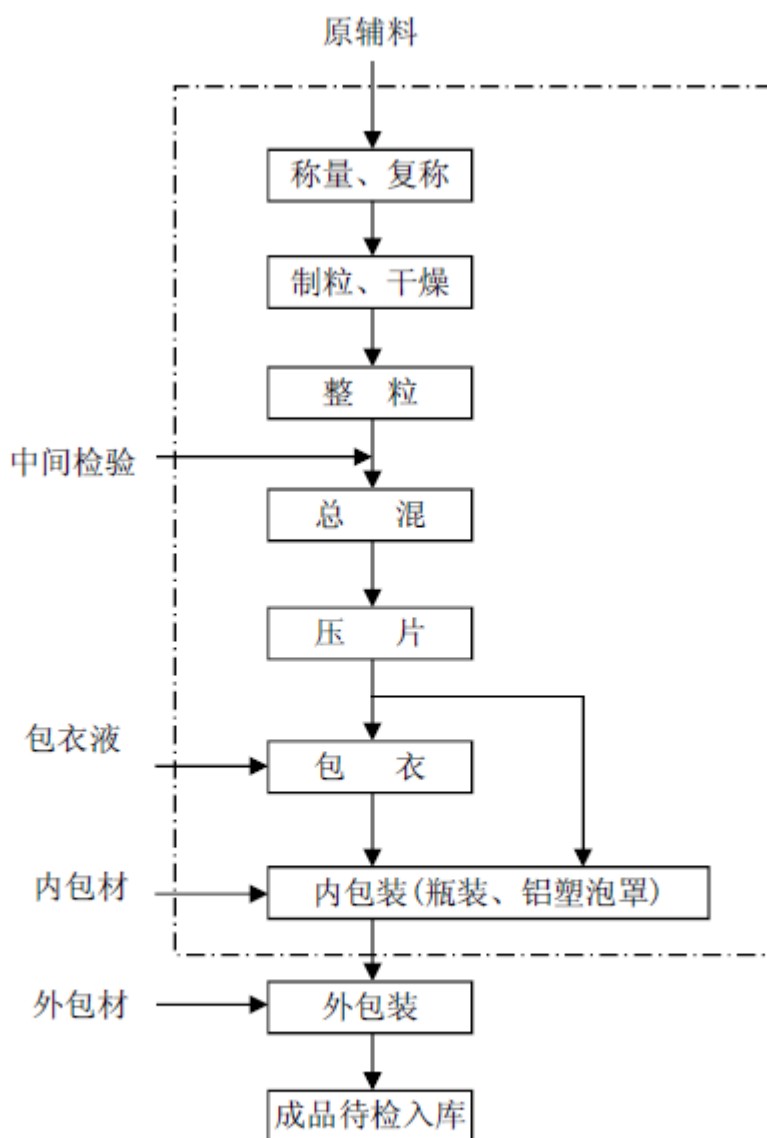 原辅料
称量、复称
制粒、干燥
整 粒
中间检验
总 混
压 片
包衣液
包 衣
内包材
内包装(瓶装、铝塑泡罩)
外包材
外包装
成品待检入库